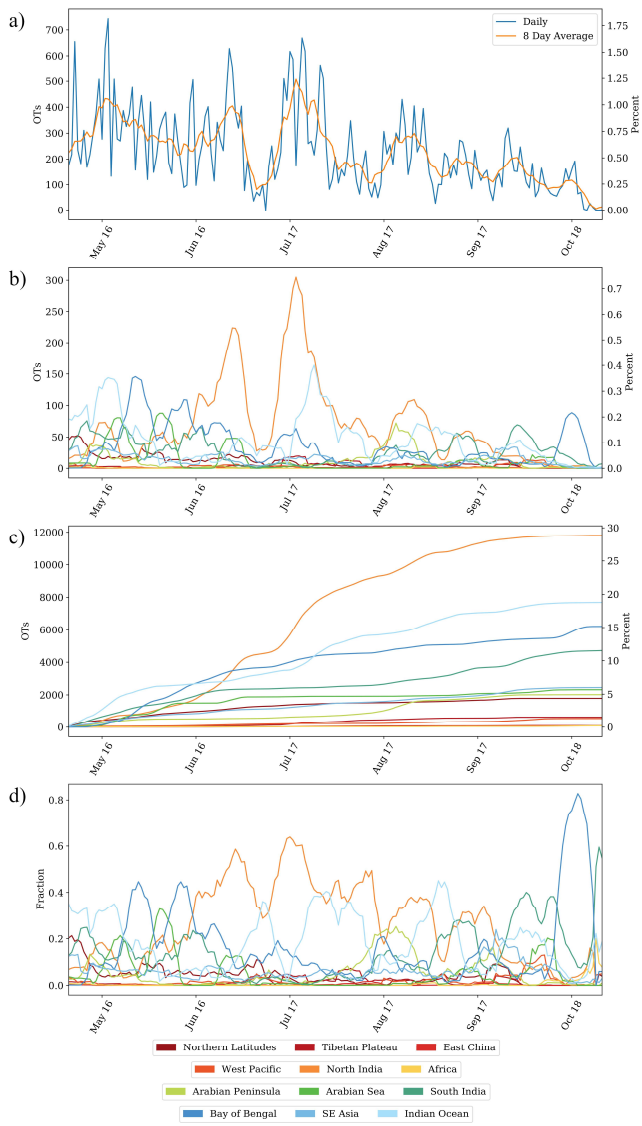 a)
Daily
8 Day Average
700
600
500
400
300
200
100
0
OTs
1.75
1.50
1.25
1.00
0.75
0.50
0.25
0.00
Percent
May 16
Jun 16
Jul 17
Aug 17
Sep 17
Oct 18
b)
300
250
200
150
100
50
0
OTs
0.7
0.6
0.5
0.4
0.3
0.2
0.1
0.0
Percent
May 16
Jun 16
Jul 17
Aug 17
Sep 17
Oct 18
c)
12000
10000
8000
6000
4000
2000
0
OTs
30
25
20
15
10
5
0
Percent
May 16
Jun 16
Jul 17
Aug 17
Sep 17
Oct 18
d)
0.8
0.6
0.4
0.2
0.0
Fraction
May 16
Jun 16
Jul 17
Aug 17
Sep 17
Oct 18
Northern Latitudes Tibetan Plateau East China
West Pacific North India Africa
Arabian Peninsula Arabian Sea South India
Bay of Bengal SE Asia Indian Ocean